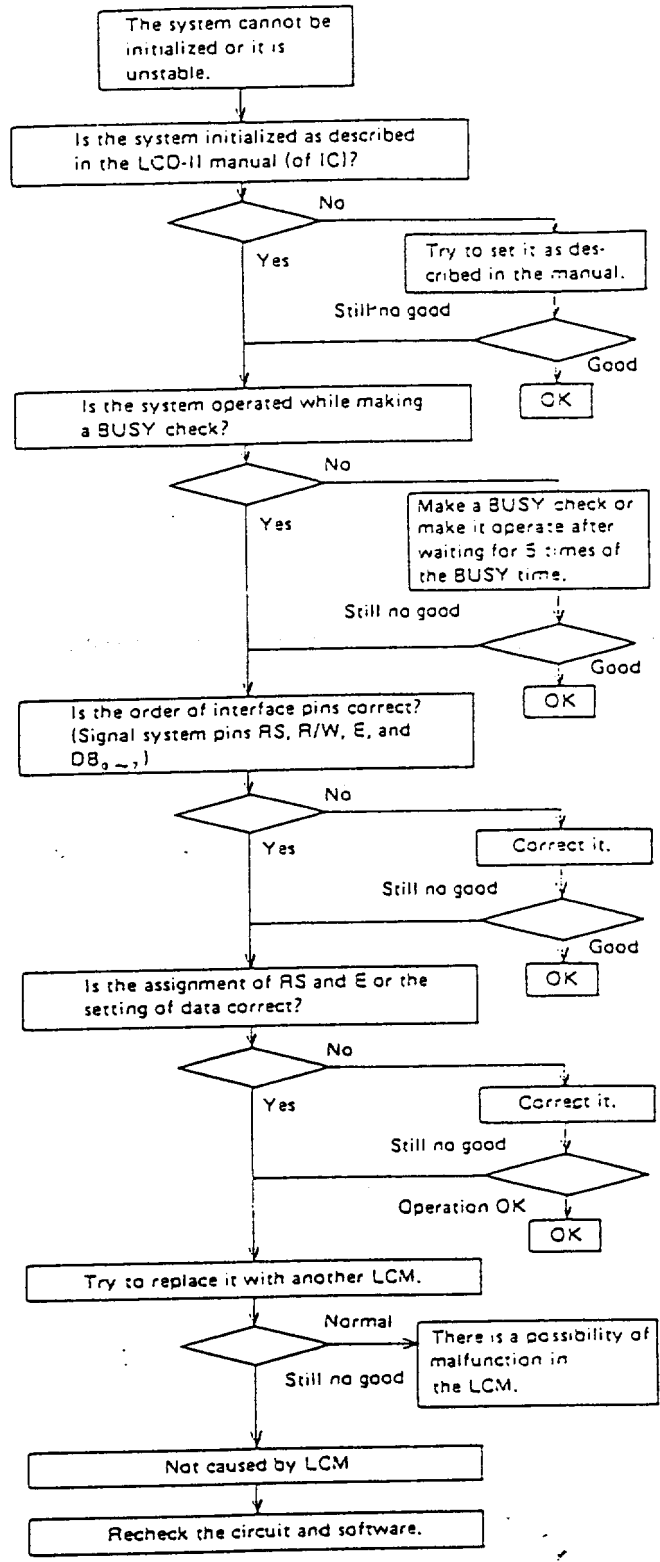 The system cannot be
initialized or it is
unstable.
Is the system initialized as described
in the LCD-II manual (of IC)?
No
Yes
Try to set it as des-
cribed in the manual.
Still no good
Good
OK
Is the system operated while making
a BUSY check?
No
Yes
Make a BUSY check or
make it operate after
waiting for 5 times of
the BUSY time.
Still no good
Good
OK
Is the order of interface pins correct?
(Signal system pins RS, R/W, E, and
DB₀ ~ ₇)
No
Yes
Correct it.
Still no good
Good
OK
Is the assignment of RS and E or the
setting of data correct?
No
Yes
Correct it.
Still no good
Operation OK
OK
Try to replace it with another LCM.
Normal
There is a possibility of
malfunction in
the LCM.
Still no good
Not caused by LCM
Recheck the circuit and software.